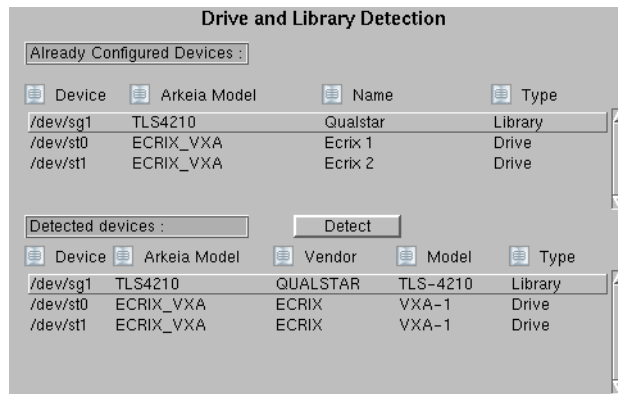 Drive and Library Detection
Already Configured Devices :
Device Arkeia Model Name Type
/dev/sg1 TLS4210 Qualstar Library
/dev/st0 ECRIX_VXA Ecrix 1 Drive
/dev/st1 ECRIX_VXA Ecrix 2 Drive
Detected devices : Detect
Device Arkeia Model Vendor Model Type
/dev/sg1 TLS4210 QUALSTAR TLS-4210 Library
/dev/st0 ECRIX_VXA ECRIX VXA-1 Drive
/dev/st1 ECRIX_VXA ECRIX VXA-1 Drive